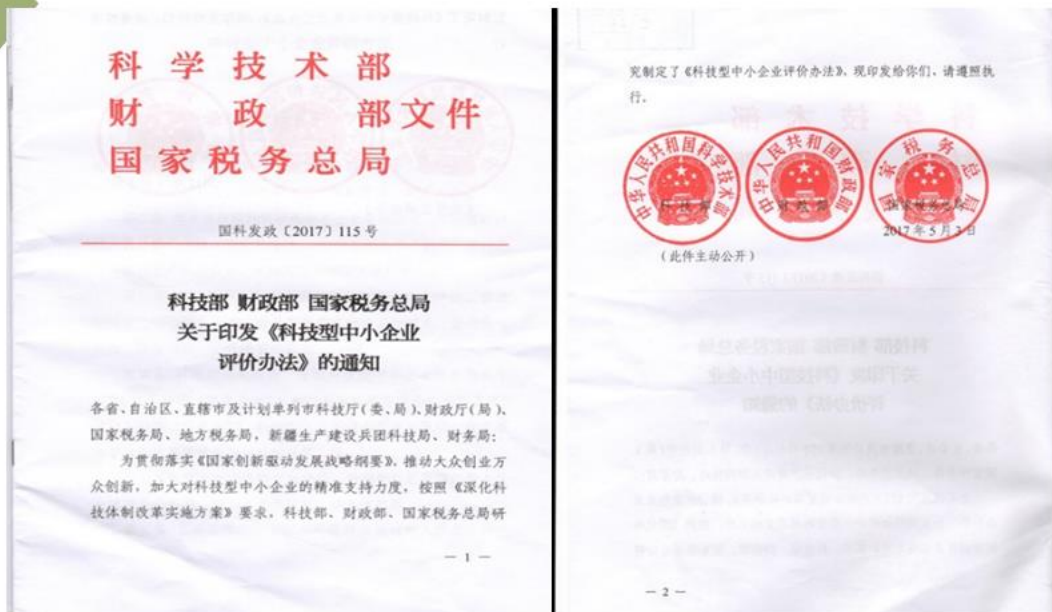 科学技术部
财政部文件
国家税务总局
国科发政〔2017〕115号
科技部 财政部 国家税务总局
关于印发《科技型中小企业
评价办法》的通知
各省、自治区、直辖市及计划单列市科技厅(委、局)、财政厅(局)、
国家税务局、地方税务局，新疆生产建设兵团科技局、财务局:
为贯彻落实《国家创新驱动发展战略纲要》，推动大众创业万
众创新，加大对科技型中小企业的精准支持力度，按照《深化科
技体制改革实施方案》要求，科技部、财政部、国家税务总局研
— 1 —
究制定了《科技型中小企业评价办法》，现印发给你们，请遵照执
行。
中华人民共和国科学技术部
科技部
中华人民共和国财政部
财政部
国家税务总局
国家税务总局
2017年5月3日
(此件主动公开)
— 2 —